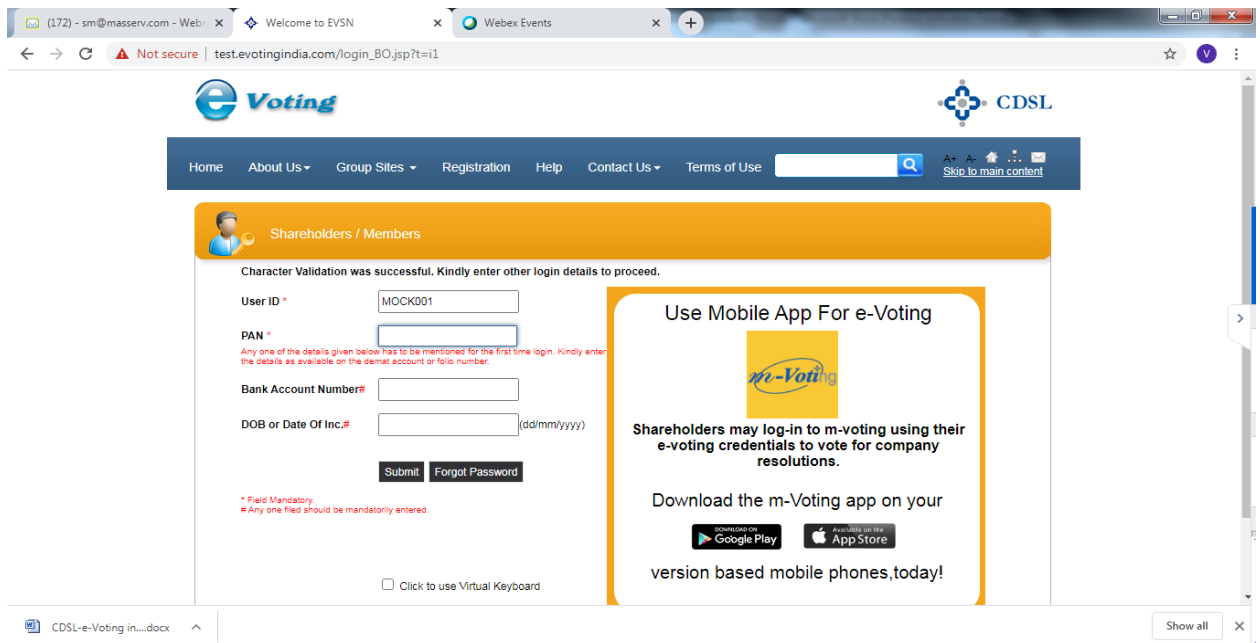 (172) - sm@masserv.com - Webm
Welcome to EVSN
Webex Events
Not secure | test.evotingindia.com/login_BO.jsp?t=i1
V
e Voting
CDSL
Home About Us Group Sites Registration Help Contact Us Terms of Use
A+ A-
Skip to main content
Shareholders / Members
Character Validation was successful. Kindly enter other login details to proceed.
User ID *
MOCK001
PAN *
Any one of the details given below has to be mentioned for the first time login. Kindly enter
the details as available on the demat account or folio number.
Bank Account Number#
DOB or Date Of Inc.#
(dd/mm/yyyy)
Submit Forgot Password
* Field Mandatory.
# Any one filed should be mandatorily entered.
Click to use Virtual Keyboard
Use Mobile App For e-Voting
m-Voting
Shareholders may log-in to m-voting using their
e-voting credentials to vote for company
resolutions.
Download the m-Voting app on your
DOWNLOAD ON
Google Play
Available on the
App Store
version based mobile phones,today!
CDSL-e-Voting in....docx
Show all